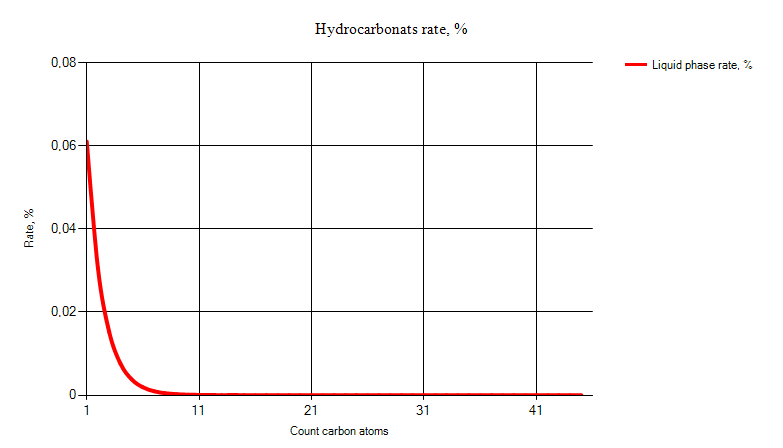 Hydrocarbonats rate, %
Liquid phase rate, %
0,08
0,06
0,04
0,02
0
Rate, %
1 11 21 31 41
Count carbon atoms